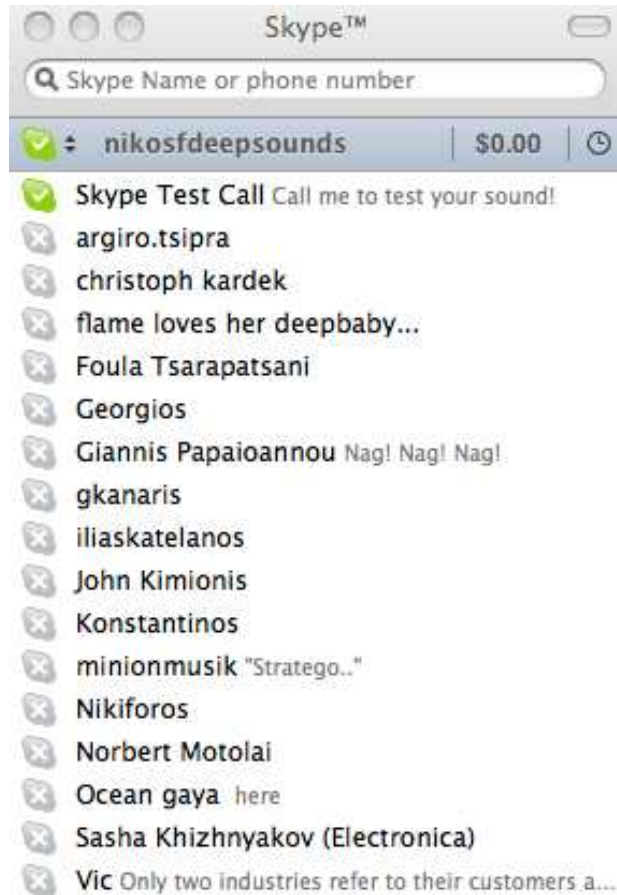 Skype™
Skype Name or phone number
nikosfdeepsounds $0.00
Skype Test Call Call me to test your sound!
argiro.tsipra
christoph kardek
flame loves her deepbaby...
Foula Tsarapatsani
Georgios
Giannis Papaioannou Nag! Nag! Nag!
gkanaris
iliaskatelanos
John Kimionis
Konstantinos
minionmusik "Stratego.."
Nikiforos
Norbert Motolai
Ocean gaya here
Sasha Khizhnyakov (Electronica)
Vic Only two industries refer to their customers a...